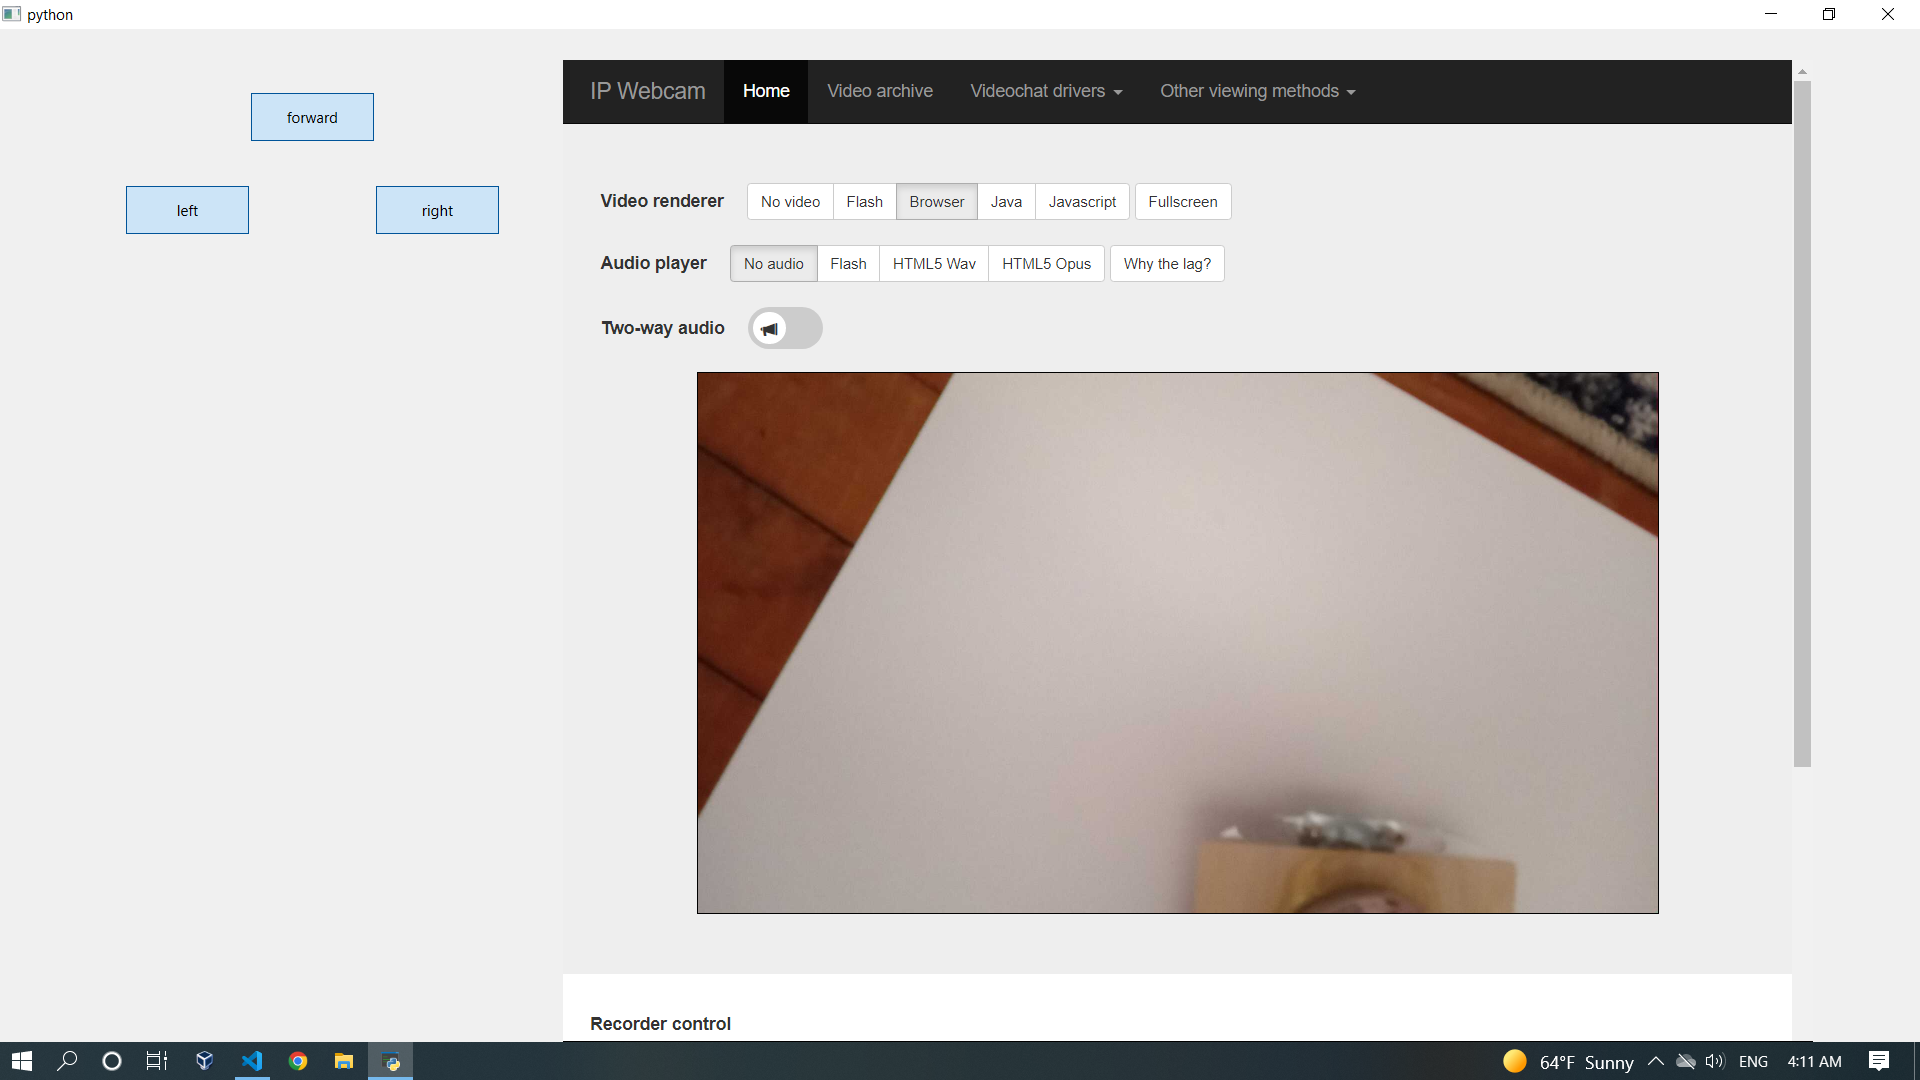 python
forward
left
right
IP Webcam Home Video archive Videochat drivers Other viewing methods
Video renderer No video Flash Browser Java Javascript Fullscreen
Audio player No audio Flash HTML5 Wav HTML5 Opus Why the lag?
Two-way audio
Recorder control
64°F Sunny ENG 4:11 AM